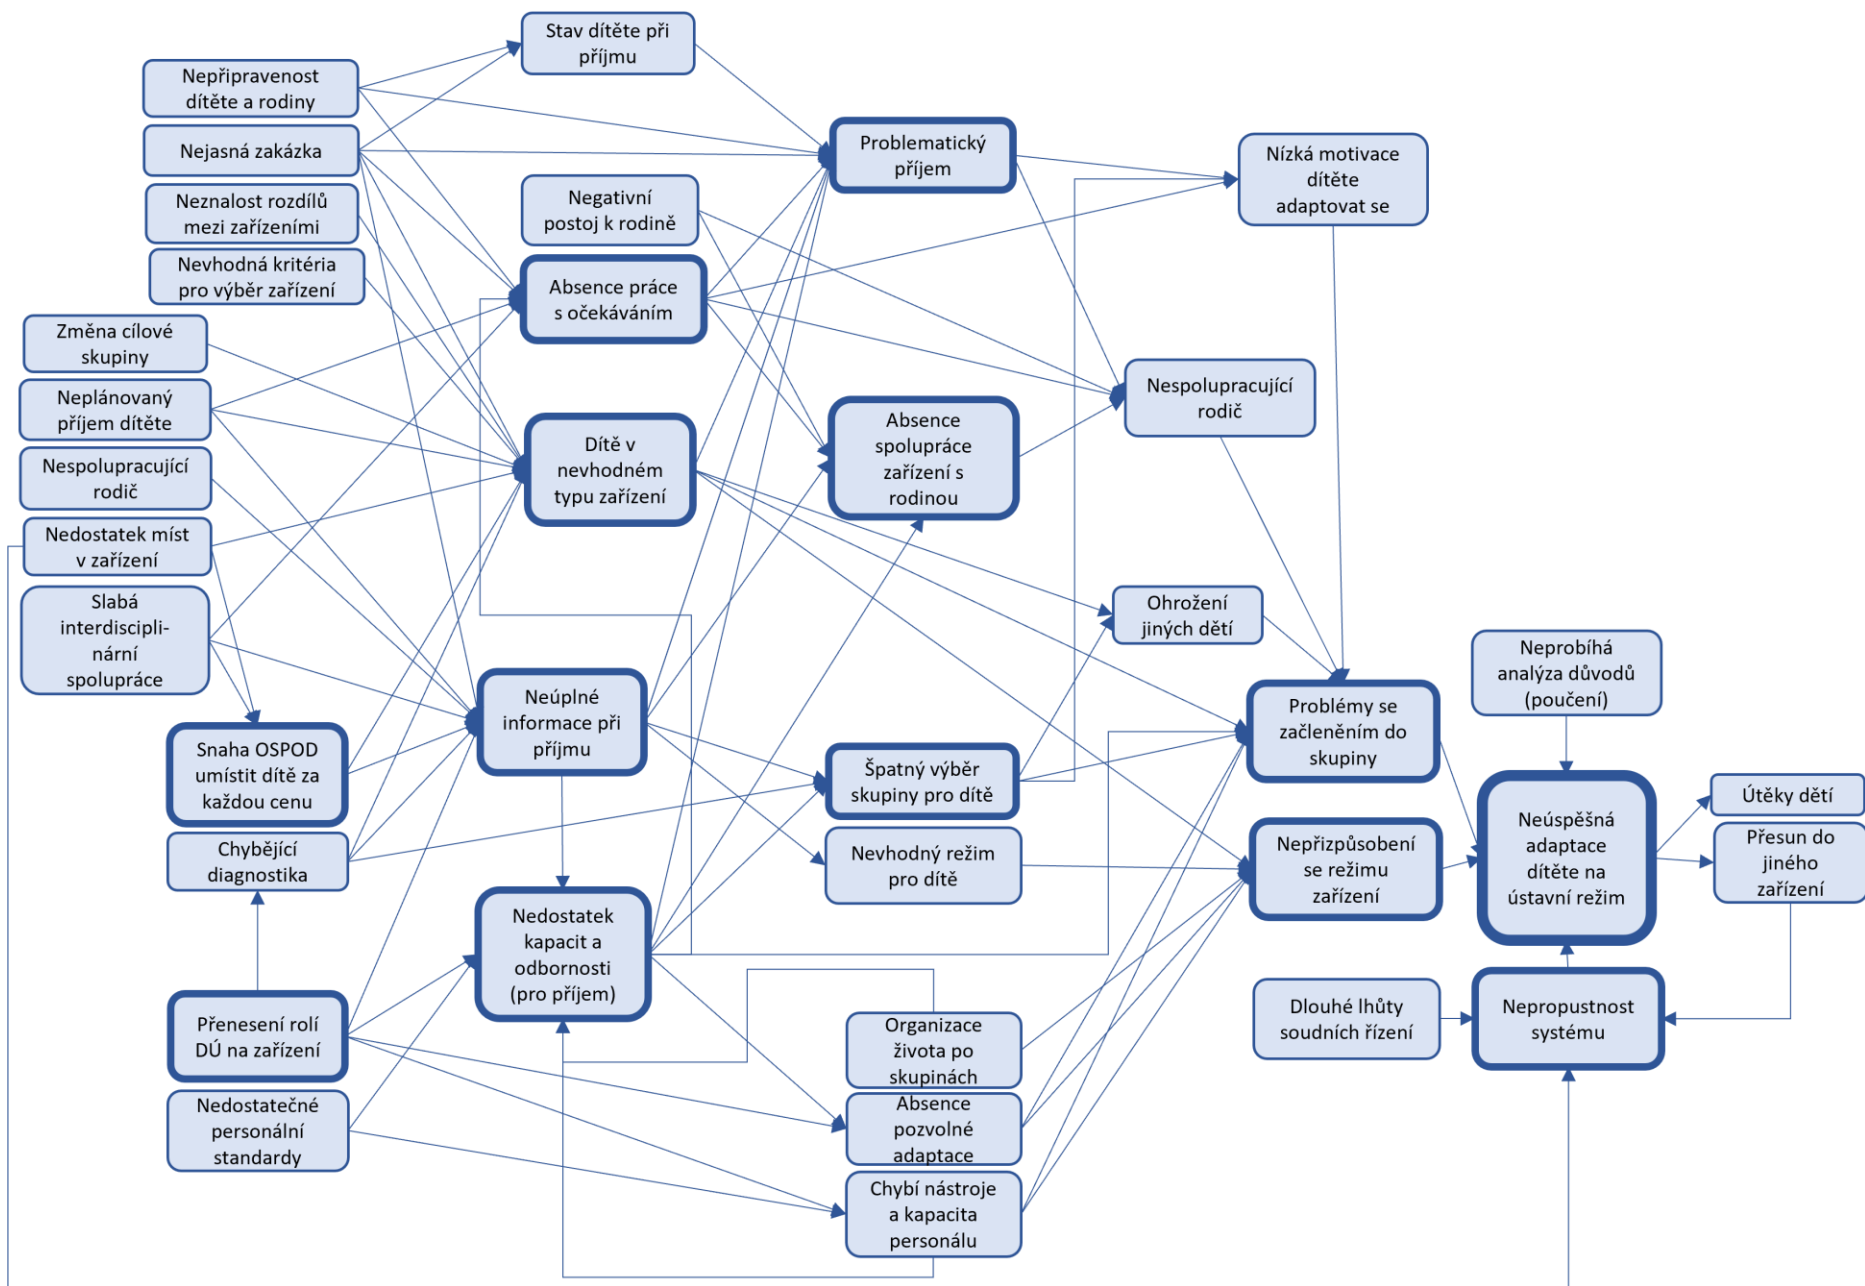 Stav dítěte při
příjmu
Nepřipravenost
dítěte a rodiny
Nejasná zakázka
Neznalost rozdílů
mezi zařízeními
Nevhodná kritéria
pro výběr zařízení
Problematický
příjem
Negativní
postoj k rodině
Absence práce
s očekáváním
Nízká motivace
dítěte
adaptovat se
Změna cílové
skupiny
Neplánovaný
příjem dítěte
Nespolupracující
rodič
Nedostatek míst
v zařízení
Slabá
interdiscipli-
nární
spolupráce
Dítě v
nevhodném
typu zařízení
Absence
spolupráce
zařízení s
rodinou
Nespolupracující
rodič
Ohrožení
jiných dětí
Snaha OSPOD
umístit dítě za
každou cenu
Chybějící
diagnostika
Neúplné
informace při
příjmu
Špatný výběr
skupiny pro dítě
Nevhodný režim
pro dítě
Problémy se
začleněním do
skupiny
Nepřizpůsobení
se režimu
zařízení
Neprobíhá
analýza důvodů
(poučení)
Neúspěšná
adaptace
dítěte na
ústavní režim
Útěky dětí
Přesun do
jiného
zařízení
Přenesení rolí
DÚ na zařízení
Nedostatečné
personální
standardy
Nedostatek
kapacit a
odbornosti
(pro příjem)
Organizace
života po
skupinách
Absence
pozvolné
adaptace
Chybí nástroje
a kapacita
personálu
Dlouhé lhůty
soudních řízení
Nepropustnost
systému